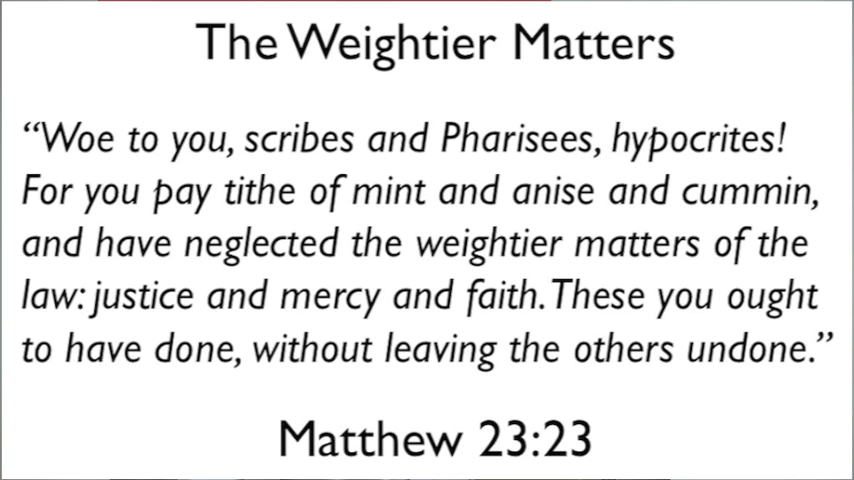 The Weightier Matters
“Woe to you, scribes and Pharisees, hypocrites!
For you pay tithe of mint and anise and cummin,
and have neglected the weightier matters of the
law: justice and mercy and faith. These you ought
to have done, without leaving the others undone.”
Matthew 23:23